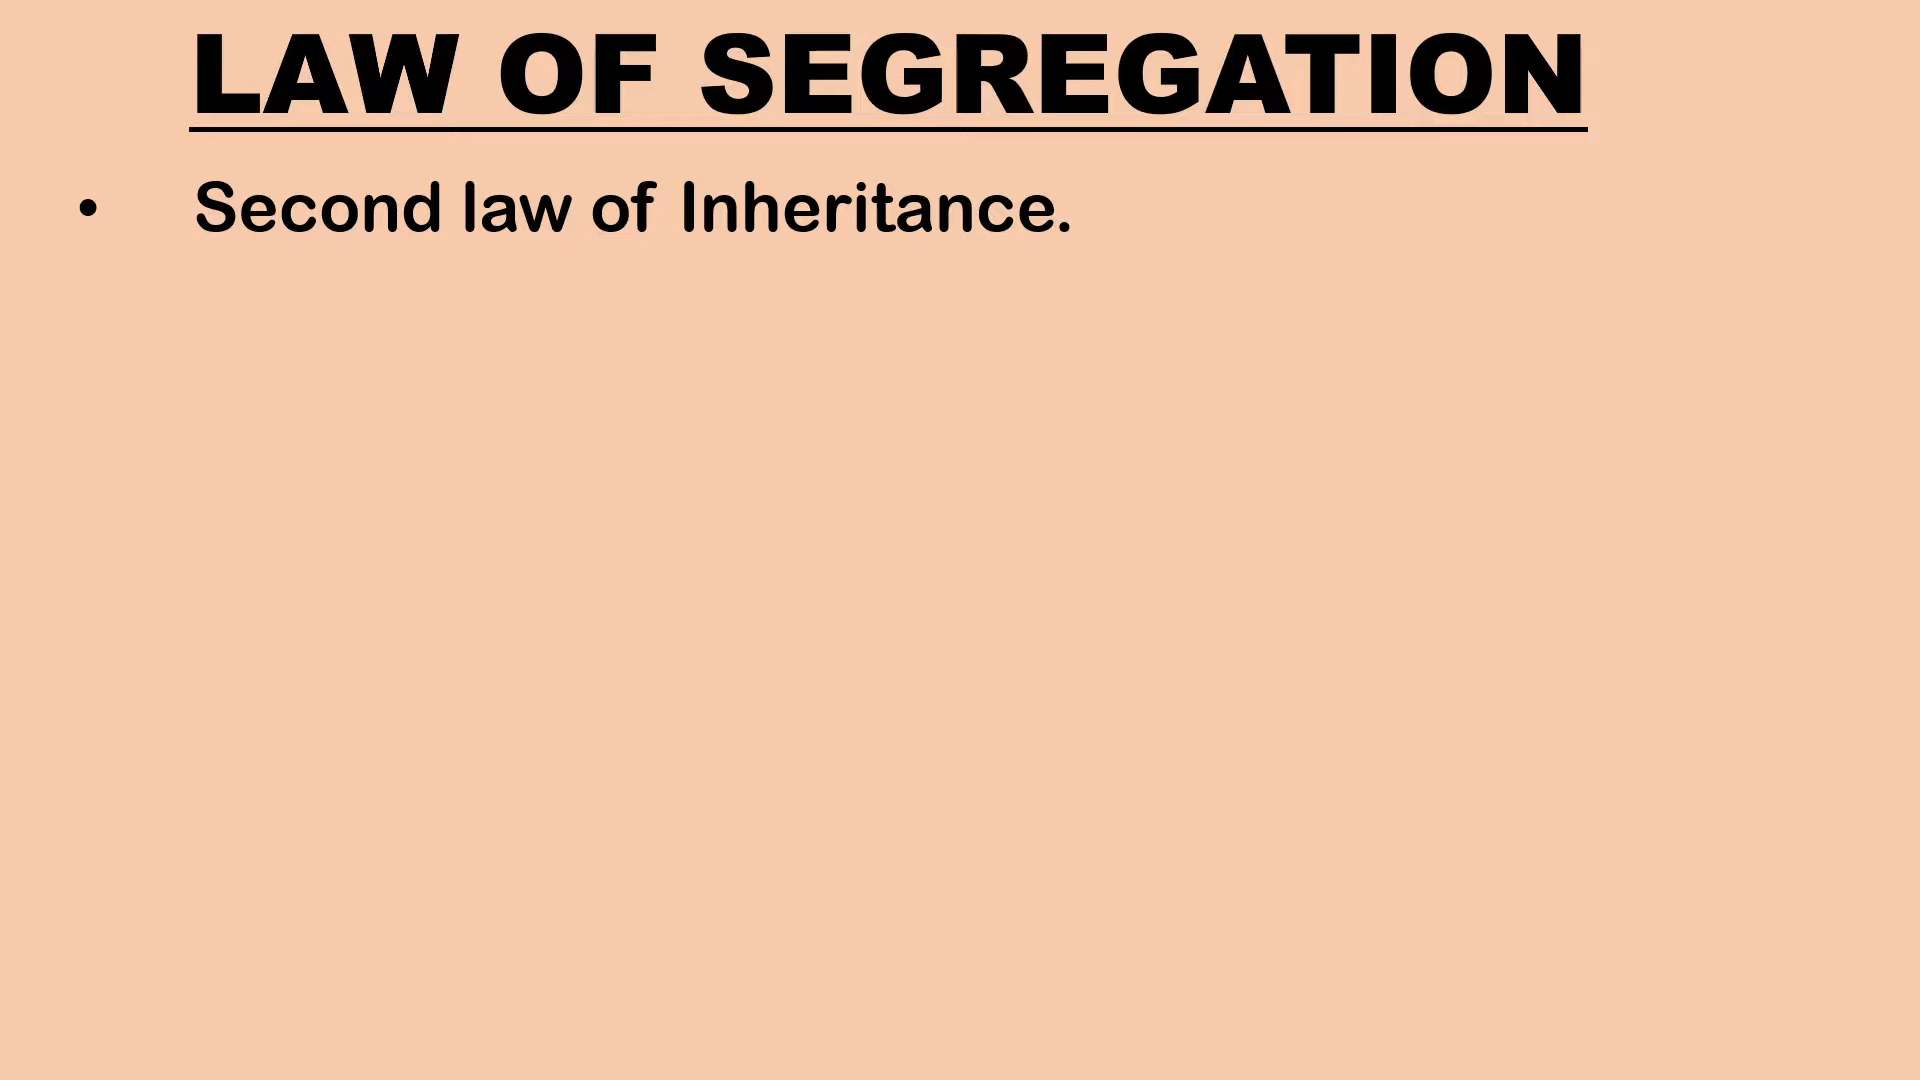 LAW OF SEGREGATION
• Second law of Inheritance.